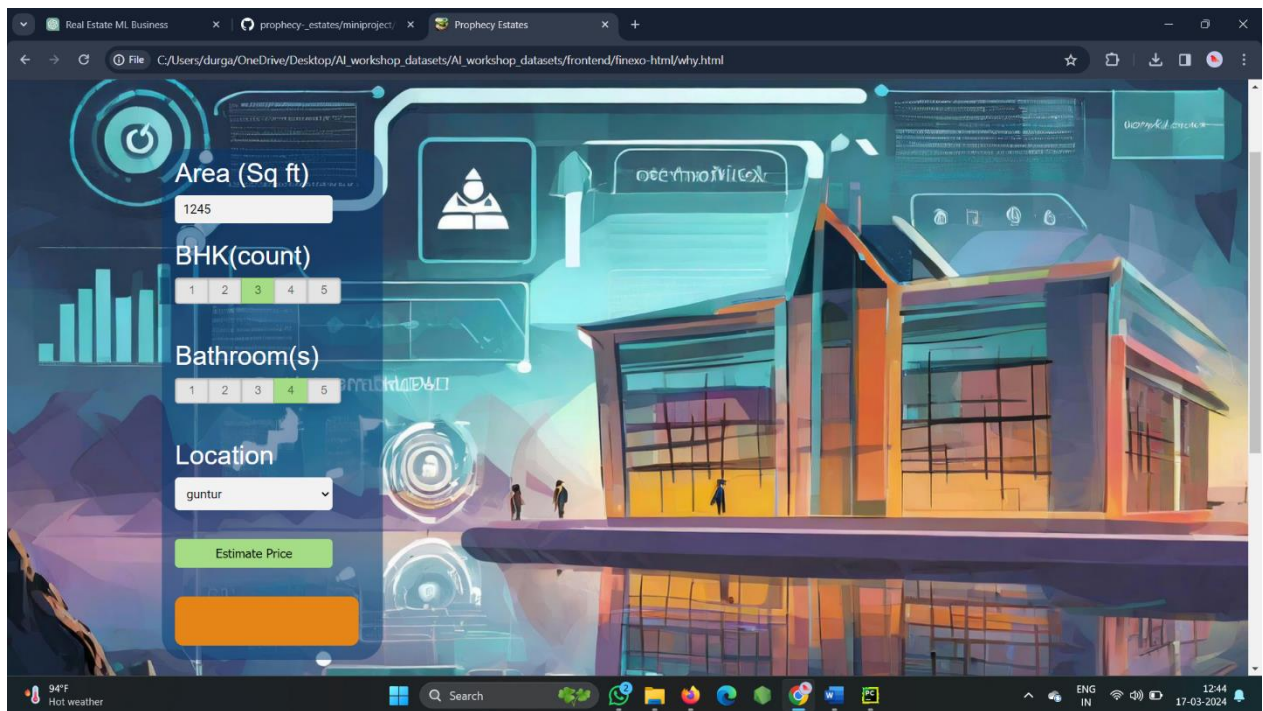 Real Estate ML Business
prophecy-_estates/miniproject/
Prophecy Estates
File C:/Users/durga/OneDrive/Desktop/AI_workshop_datasets/AI_workshop_datasets/frontend/finexo-html/why.html
Area (Sq ft)
1245
BHK(count)
1 2 3 4 5
Bathroom(s)
1 2 3 4 5
Location
guntur
Estimate Price
94°F
Hot weather
Search
2
PC
ENG
IN
12:44
17-03-2024